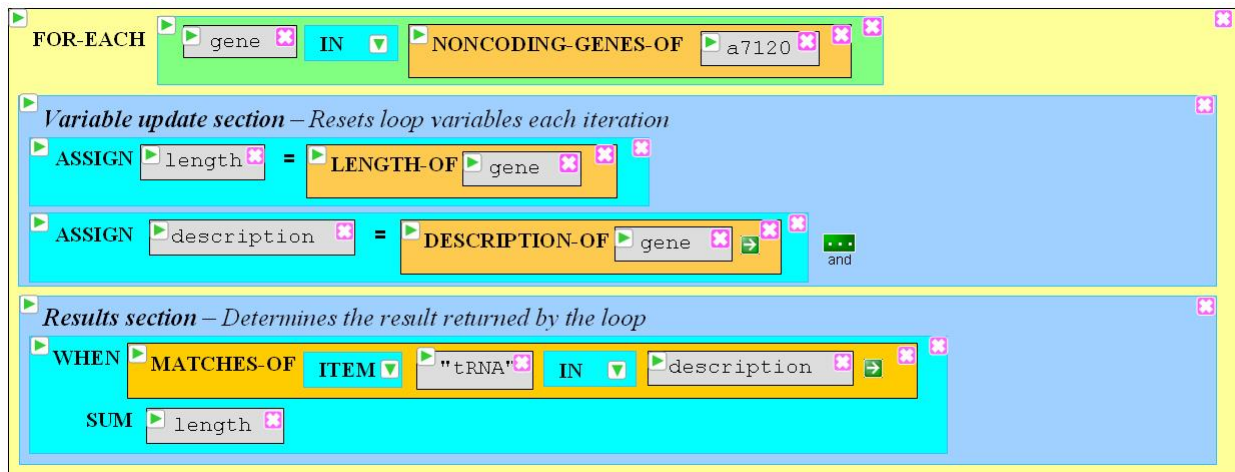 FOR-EACH gene IN NONCODING-GENES-OF a7120
Variable update section – Resets loop variables each iteration
ASSIGN length = LENGTH-OF gene
ASSIGN description = DESCRIPTION-OF gene ... and
Results section – Determines the result returned by the loop
WHEN MATCHES-OF ITEM "tRNA" IN description
SUM length